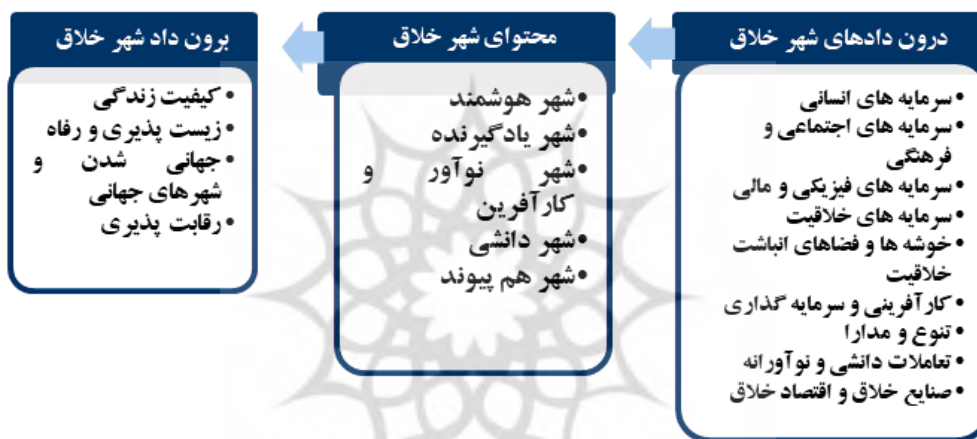 درون دادهای شهر خلاق
• سرمایه های انسانی
• سرمایه های اجتماعی و
فرهنگی
• سرمایه های فیزیکی و مالی
• سرمایه های خلاقیت
• خوشه ها و فضاهای انباشت
خلاقیت
• کارآفرینی و سرمایه گذاری
• تنوع و مدارا
• تعاملات دانشی و نوآورانه
• صنایع خلاق و اقتصاد خلاق
محتوای شهر خلاق
• شهر هوشمند
• شهر یادگیرنده
• شهر نوآور و
کارآفرین
• شهر دانشی
• شهر هم پیوند
برون داد شهر خلاق
• کیفیت زندگی
• زیست پذیری و رفاه
• جهانی شدن و
شهرهای جهانی
• رقابت پذیری